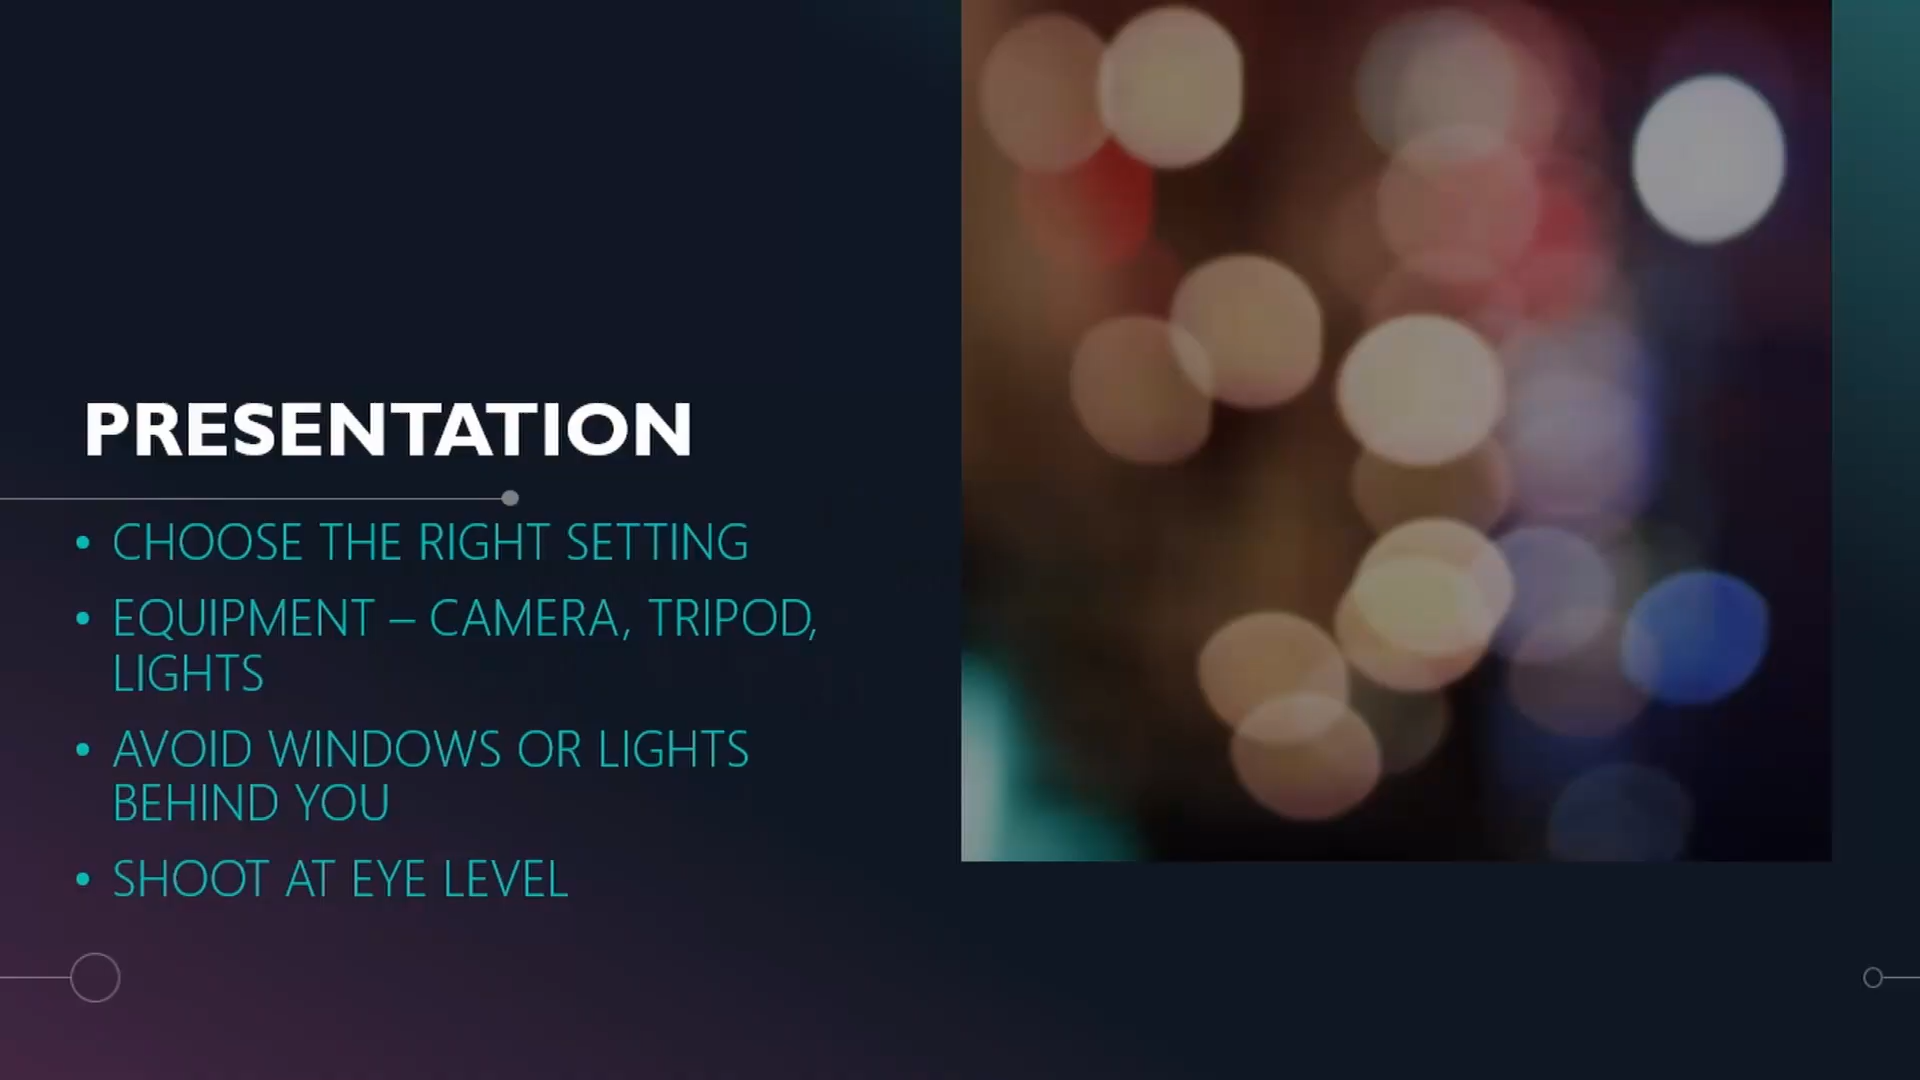 PRESENTATION
• CHOOSE THE RIGHT SETTING
• EQUIPMENT – CAMERA, TRIPOD,
LIGHTS
• AVOID WINDOWS OR LIGHTS
BEHIND YOU
• SHOOT AT EYE LEVEL